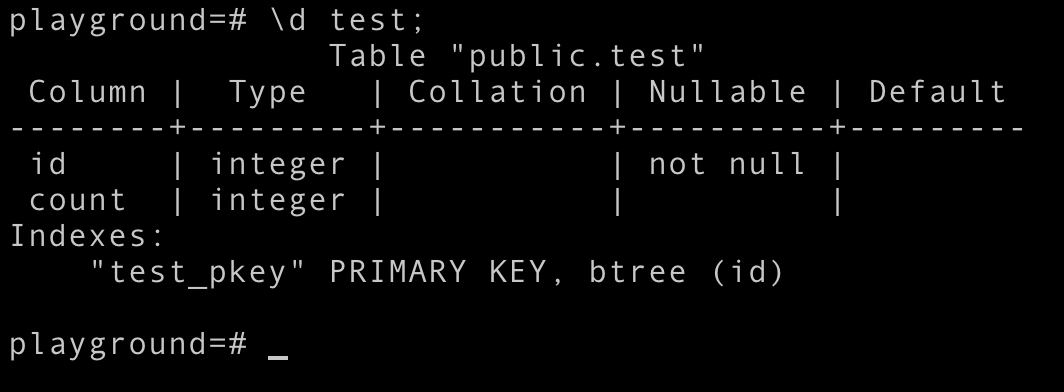 playground=# \d test;
                Table "public.test"
 Column |  Type   | Collation | Nullable | Default
--------+---------+-----------+----------+---------
 id     | integer |           | not null |
 count  | integer |           |          |
Indexes:
    "test_pkey" PRIMARY KEY, btree (id)
playground=# _